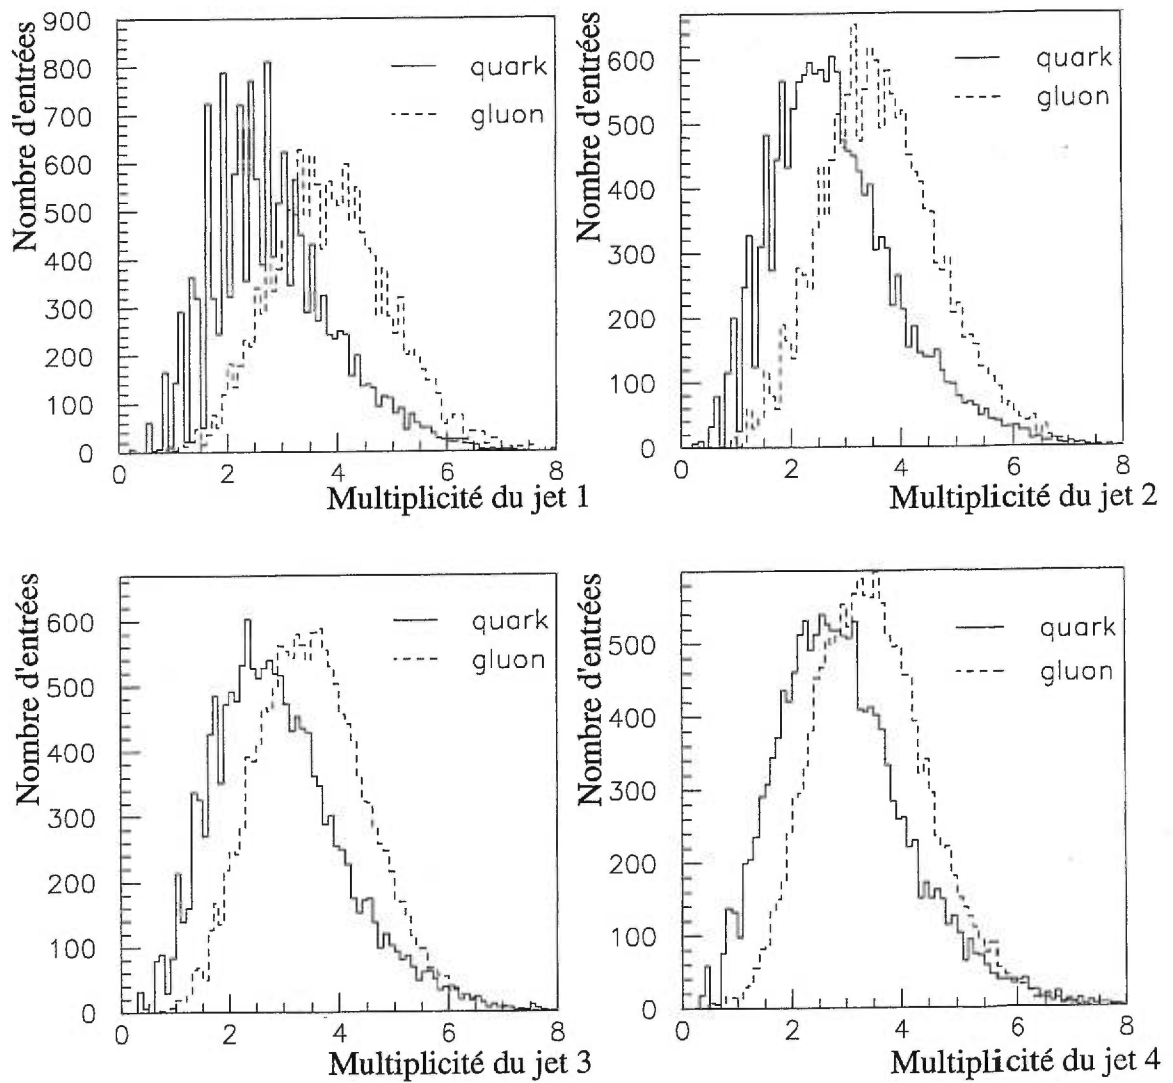 Nombre d'entrées
900
800
700
600
500
400
300
200
100
0
quark
gluon
0 2 4 6 8
Multiplicité du jet 1
Nombre d'entrées
600
500
400
300
200
100
0
quark
gluon
0 2 4 6 8
Multiplicité du jet 2
Nombre d'entrées
600
500
400
300
200
100
0
quark
gluon
0 2 4 6 8
Multiplicité du jet 3
Nombre d'entrées
500
400
300
200
100
0
quark
gluon
0 2 4 6 8
Multiplicité du jet 4